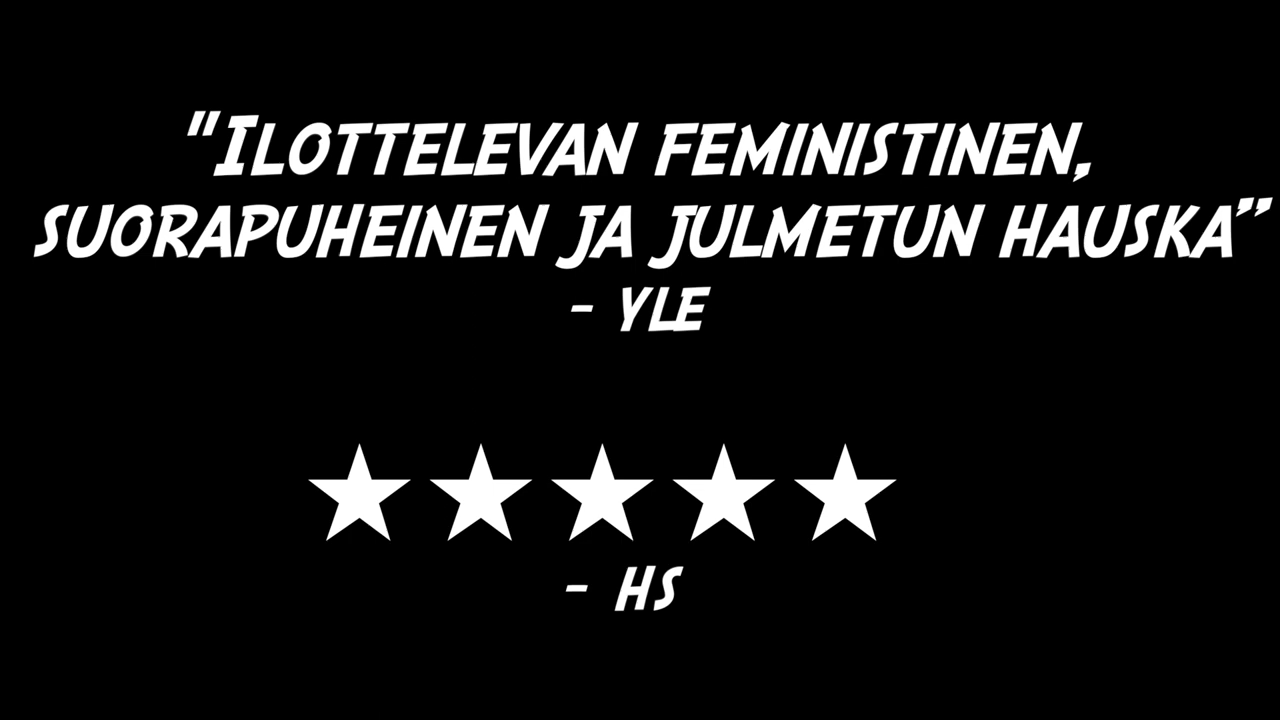 "Ilottelevan feministinen,
suorapuheinen ja julmetun hauska"
- YLE
★★★★★
- HS